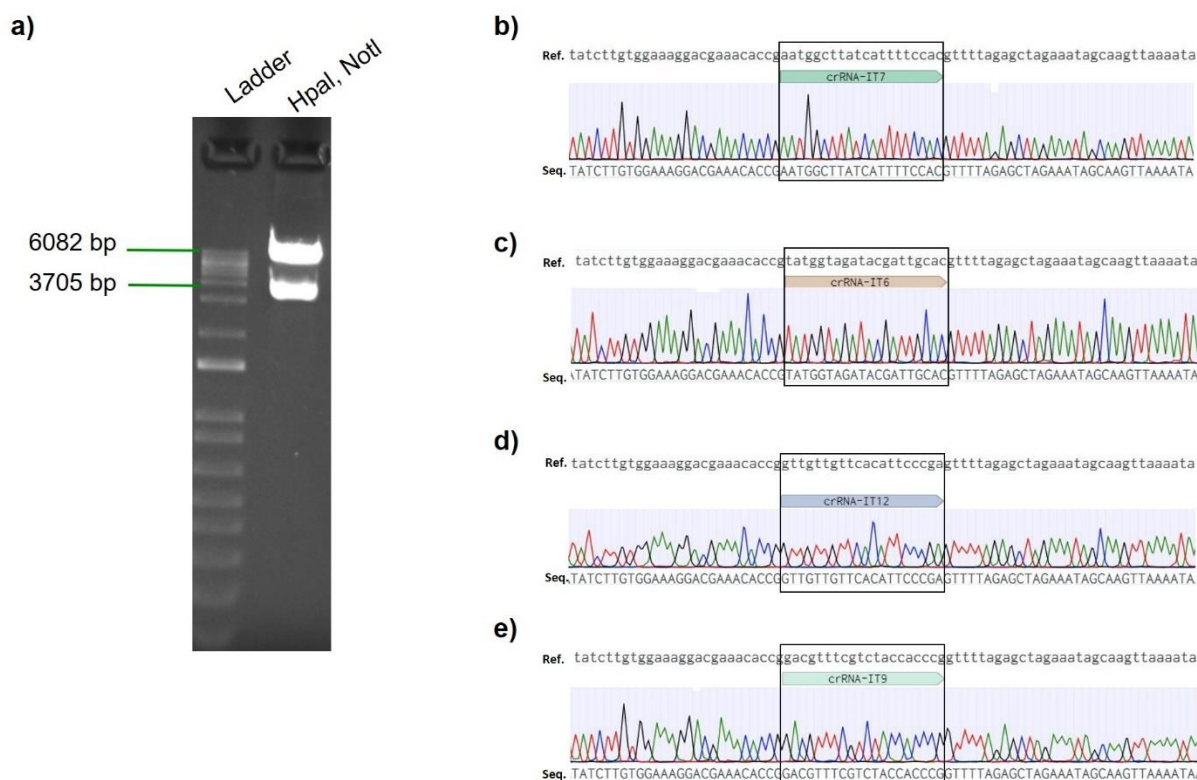 a)
Ladder
HpaI, NotI
6082 bp
3705 bp
b)
Ref. tatcttgtggaaaggacgaaacaccgaatggcttatcattttccacgttttagagctagaaatagcaagttaaaata
crRNA-IT7
Seq. TATCTTGTGGAAAGGACGAAACACCGAATGGCTTATCATTTTCCACGTTTTAGAGCTAGAAATAGCAAGTTAAAATA
c)
Ref. tatcttgtggaaaggacgaaacaccgtatggtagatacgattgcacgttttagagctagaaatagcaagttaaaata
crRNA-IT6
Seq. TATCTTGTGGAAAGGACGAAACACCGTATGGTAGATACGATTGCACGTTTTAGAGCTAGAAATAGCAAGTTAAAATA
d)
Ref. tatcttgtggaaaggacgaaacaccggttgttgttcacattcccgagttttagagctagaaatagcaagttaaaata
crRNA-IT12
Seq. TATCTTGTGGAAAGGACGAAACACCGGTTGTTGTTCACATTCCCGAGTTTTAGAGCTAGAAATAGCAAGTTAAAATA
e)
Ref. tatcttgtggaaaggacgaaacaccggacgtttcgtctaccacccggttttagagctagaaatagcaagttaaaata
crRNA-IT9
Seq. TATCTTGTGGAAAGGACGAAACACCGGACGTTTCGTCTACCACCCGGTTTTAGAGCTAGAAATAGCAAGTTAAAATA